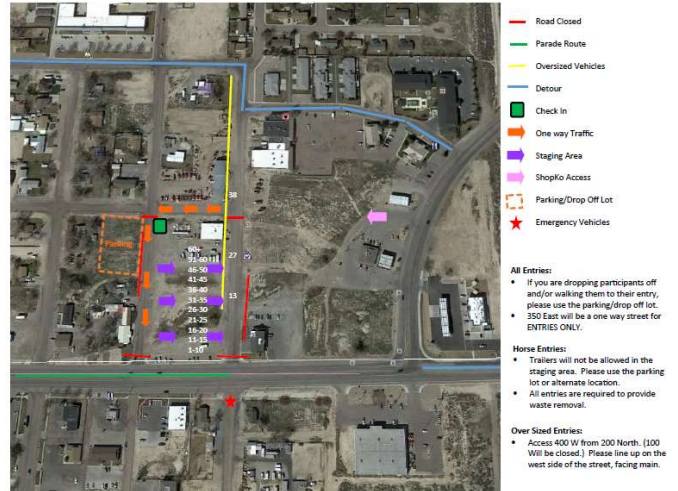 Road Closed
Parade Route
Oversized Vehicles
Detour
Check In
One way Traffic
Staging Area
ShopKo Access
Parking/Drop Off Lot
Emergency Vehicles
38
Parking
60+
91-60
46-50
41-45
36-40
31-35
26-30
21-25
16-20
11-15
1-10
27
13
All Entries:
• If you are dropping participants off
and/or walking them to their entry,
please use the parking/drop off lot.
• 350 East will be a one way street for
ENTRIES ONLY.
Horse Entries:
• Trailers will not be allowed in the
staging area. Please use the parking
lot or alternate location.
• All entries are required to provide
waste removal.
Over Sized Entries:
• Access 400 W from 200 North. (100
Will be closed.) Please line up on the
west side of the street, facing main.